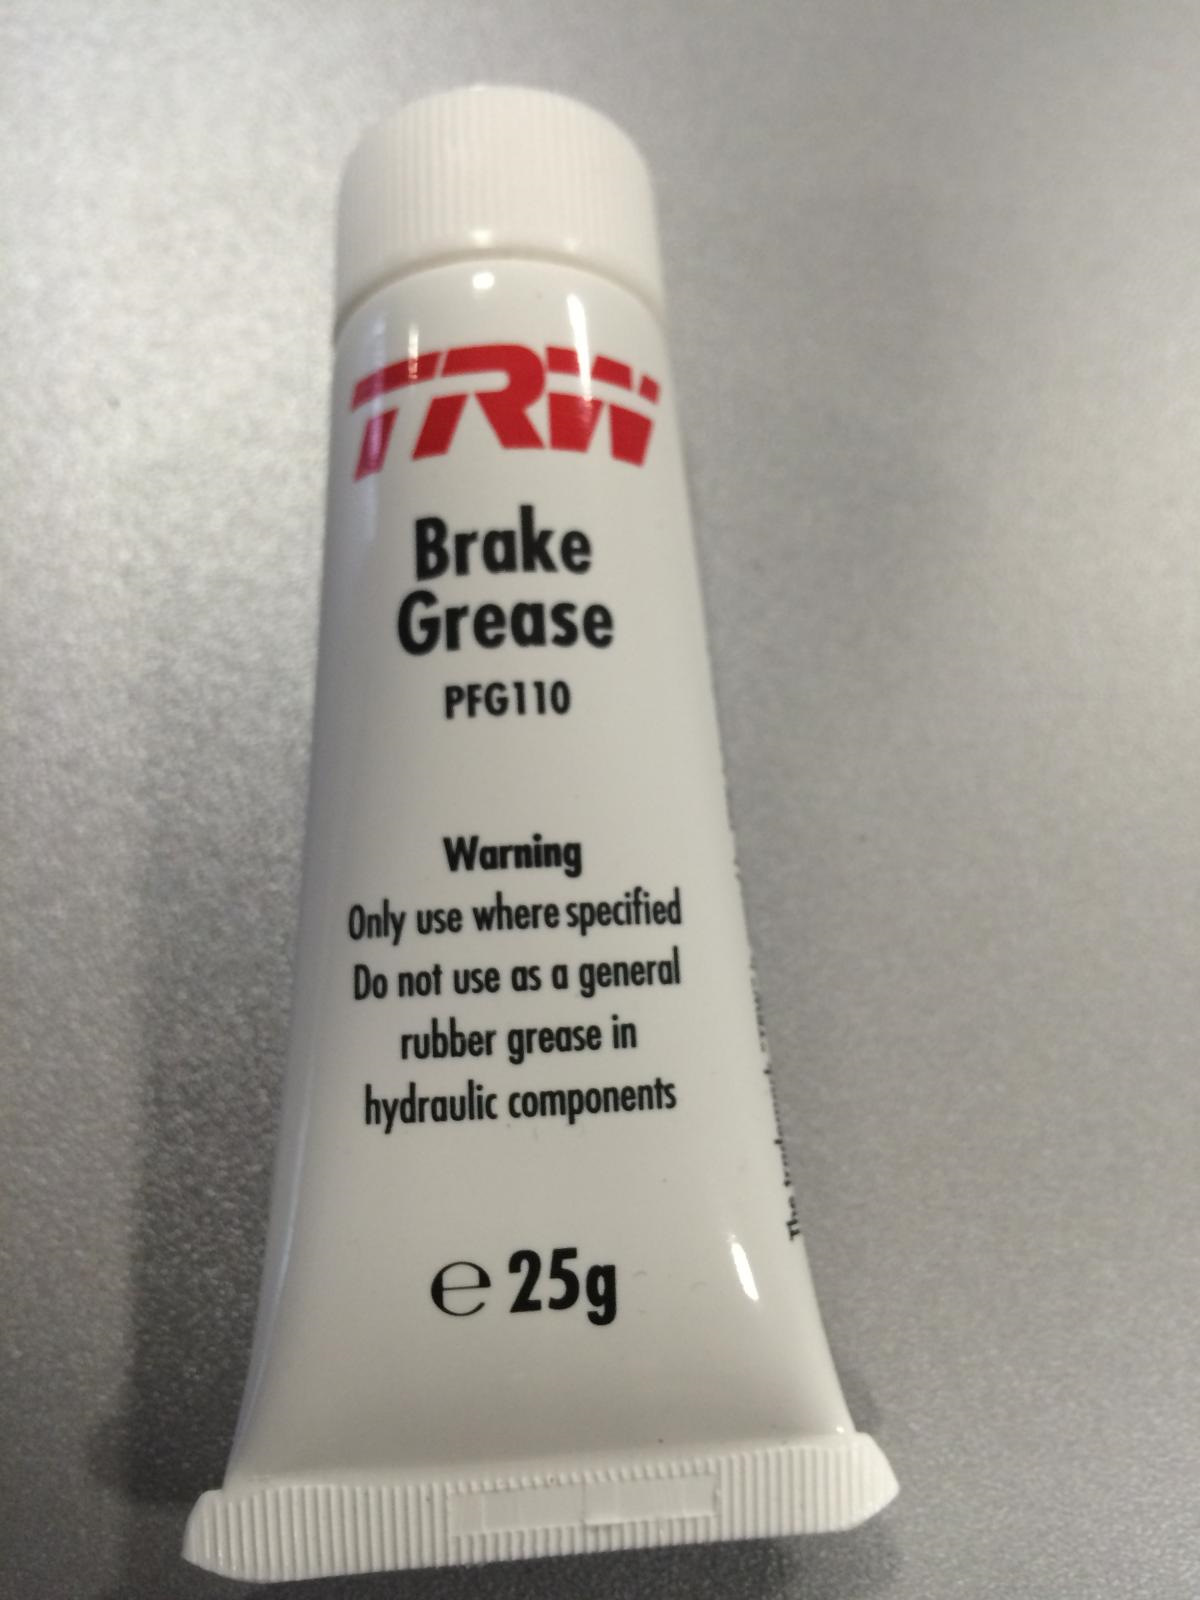 TRW
Brake
Grease
PFG110
Warning
Only use where specified
Do not use as a general
rubber grease in
hydraulic components
℮ 25g
The